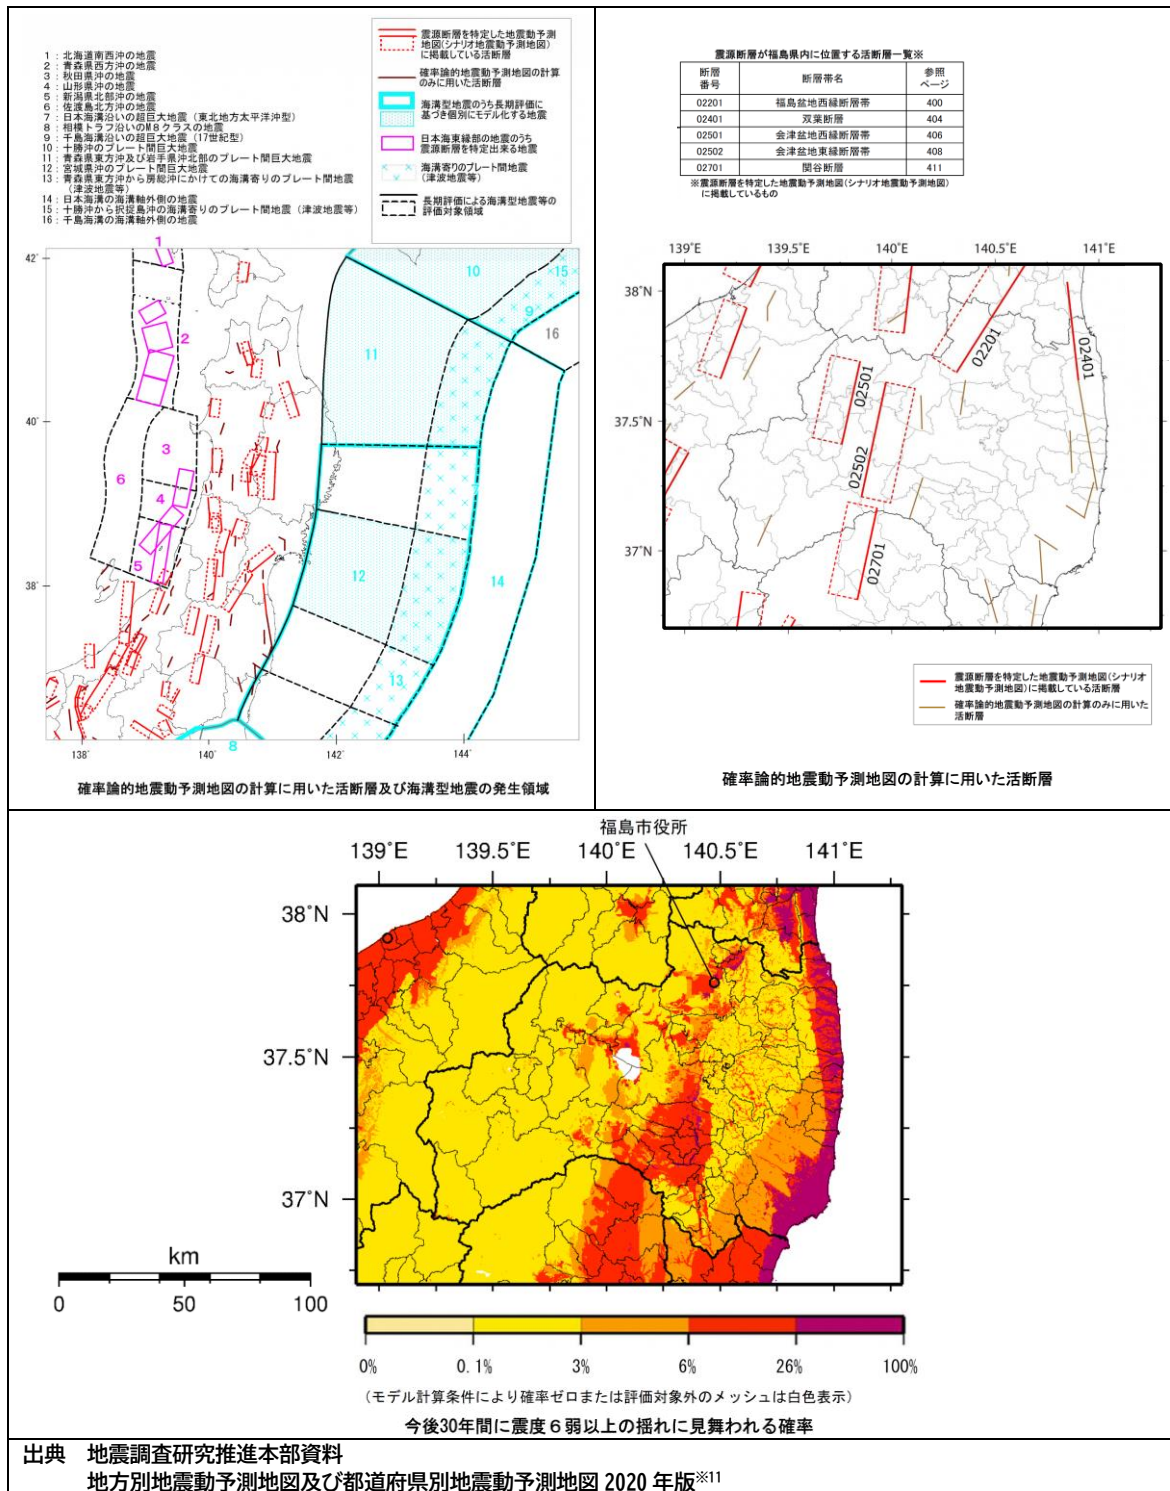 1 : 北海道南西沖の地震
2 : 青森県西方沖の地震
3 : 秋田県沖の地震
4 : 山形県沖の地震
5 : 新潟県北部沖の地震
6 : 佐渡島北方沖の地震
7 : 日本海溝沿いの超巨大地震（東北地方太平洋沖型）
8 : 相模トラフ沿いのM8クラスの地震
9 : 千島海溝沿いの超巨大地震（17世紀型）
10 : 十勝沖のプレート間巨大地震
11 : 青森県東方沖及び岩手県沖北部のプレート間巨大地震
12 : 宮城県沖のプレート間巨大地震
13 : 青森県東方沖から房総沖にかけての海溝寄りのプレート間地震
（津波地震等）
14 : 日本海溝の海溝軸外側の地震
15 : 十勝沖から択捉島沖の海溝寄りのプレート間地震（津波地震等）
16 : 千島海溝の海溝軸外側の地震
震源断層を特定した地震動予測
地図(シナリオ地震動予測地図)
に掲載している活断層
確率論的地震動予測地図の計算
のみに用いた活断層
海溝型地震のうち長期評価に
基づき個別にモデル化する地震
日本海東縁部の地震のうち
震源断層を特定出来る地震
海溝寄りのプレート間地震
（津波地震等）
長期評価による海溝型地震等の
評価対象領域
42°
40°
38°
138°
140°
142°
144°
1
2
3
4
5
6
8
9
10
11
12
13
14
15
16
確率論的地震動予測地図の計算に用いた活断層及び海溝型地震の発生領域
震源断層が福島県内に位置する活断層一覧※
断層番号 断層帯名 参照ページ
02201 福島盆地西縁断層帯 400
02401 双葉断層 404
02501 会津盆地西縁断層帯 406
02502 会津盆地東縁断層帯 408
02701 関谷断層 411
※震源断層を特定した地震動予測地図(シナリオ地震動予測地図)
に掲載しているもの
139°E 139.5°E 140°E 140.5°E 141°E
38°N
37.5°N
37°N
02201
02401
02501
02502
02701
震源断層を特定した地震動予測地図(シナリオ
地震動予測地図)に掲載している活断層
確率論的地震動予測地図の計算のみに用いた
活断層
確率論的地震動予測地図の計算に用いた活断層
福島市役所
139°E 139.5°E 140°E 140.5°E 141°E
38°N
37.5°N
37°N
km
0 50 100
0% 0.1% 3% 6% 26% 100%
（モデル計算条件により確率ゼロまたは評価対象外のメッシュは白色表示）
今後30年間に震度６弱以上の揺れに見舞われる確率
出典 地震調査研究推進本部資料
地方別地震動予測地図及び都道府県別地震動予測地図 2020 年版※11